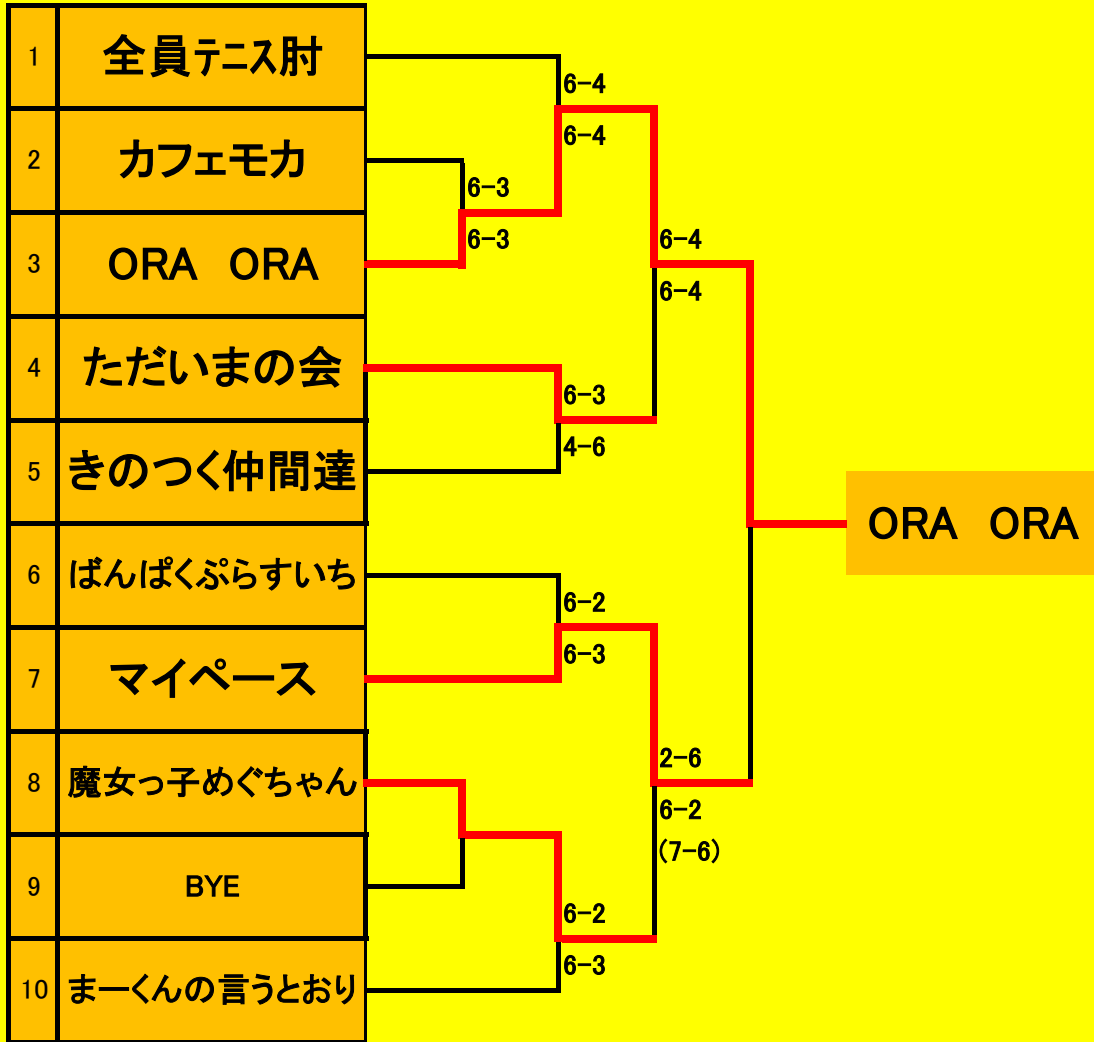 1 全員テニス肘
6-4
6-4
2 カフェモカ
6-3
6-3
3 ORA ORA
6-4
6-4
4 ただいまの会
6-3
4-6
5 きのつく仲間達
ORA ORA
6 ばんぱくぷらすいち
6-2
6-3
7 マイペース
2-6
6-2
(7-6)
8 魔女っ子めぐちゃん
9 BYE
6-2
6-3
10 まーくんの言うとおり